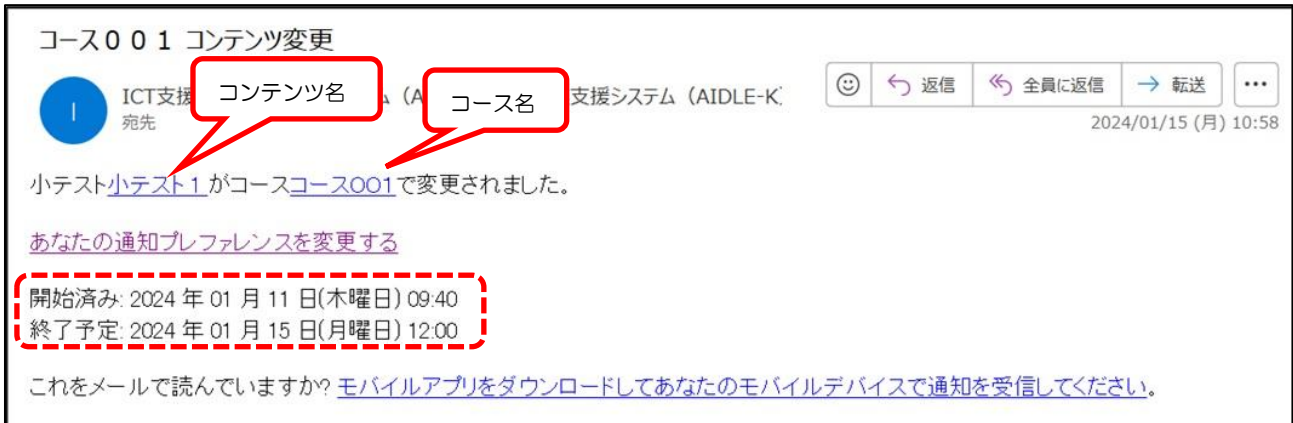 コース００１ コンテンツ変更
I
ICT支援
コンテンツ名
（A
コース名
支援システム（AIDLE-K）
宛先
返信
全員に返信
転送
2024/01/15 (月) 10:58
小テスト小テスト１がコースコース001で変更されました。
あなたの通知プレファレンスを変更する
開始済み: 2024 年 01 月 11 日(木曜日) 09:40
終了予定: 2024 年 01 月 15 日(月曜日) 12:00
これをメールで読んでいますか? モバイルアプリをダウンロードしてあなたのモバイルデバイスで通知を受信してください。